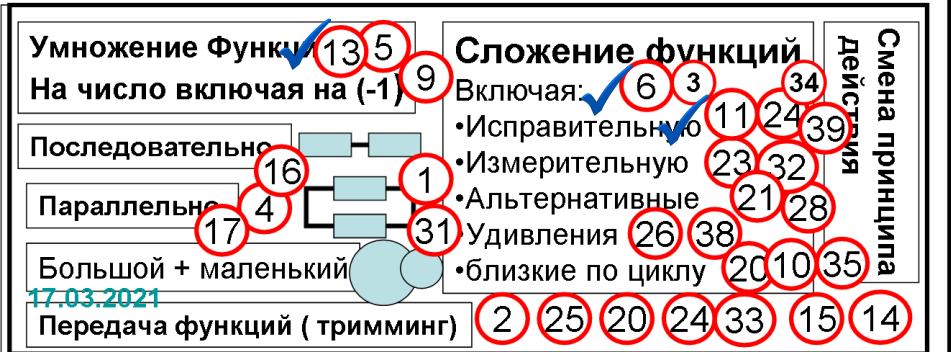 Умножение Функци 13 5
На число включая на (-1) 9
Последовательно 16
Параллельно 4 17
1
31
Большой + маленький
17.03.2021
Передача функций ( тримминг) 2 25 20 24 33 15 14
Сложение функций
Включая: 6 3 34
•Исправительную 11 24 39
•Измерительную 23 32
•Альтернативные 21 28
•Удивления 26 38
•близкие по циклу 20 10 35
Смена принципа
действия